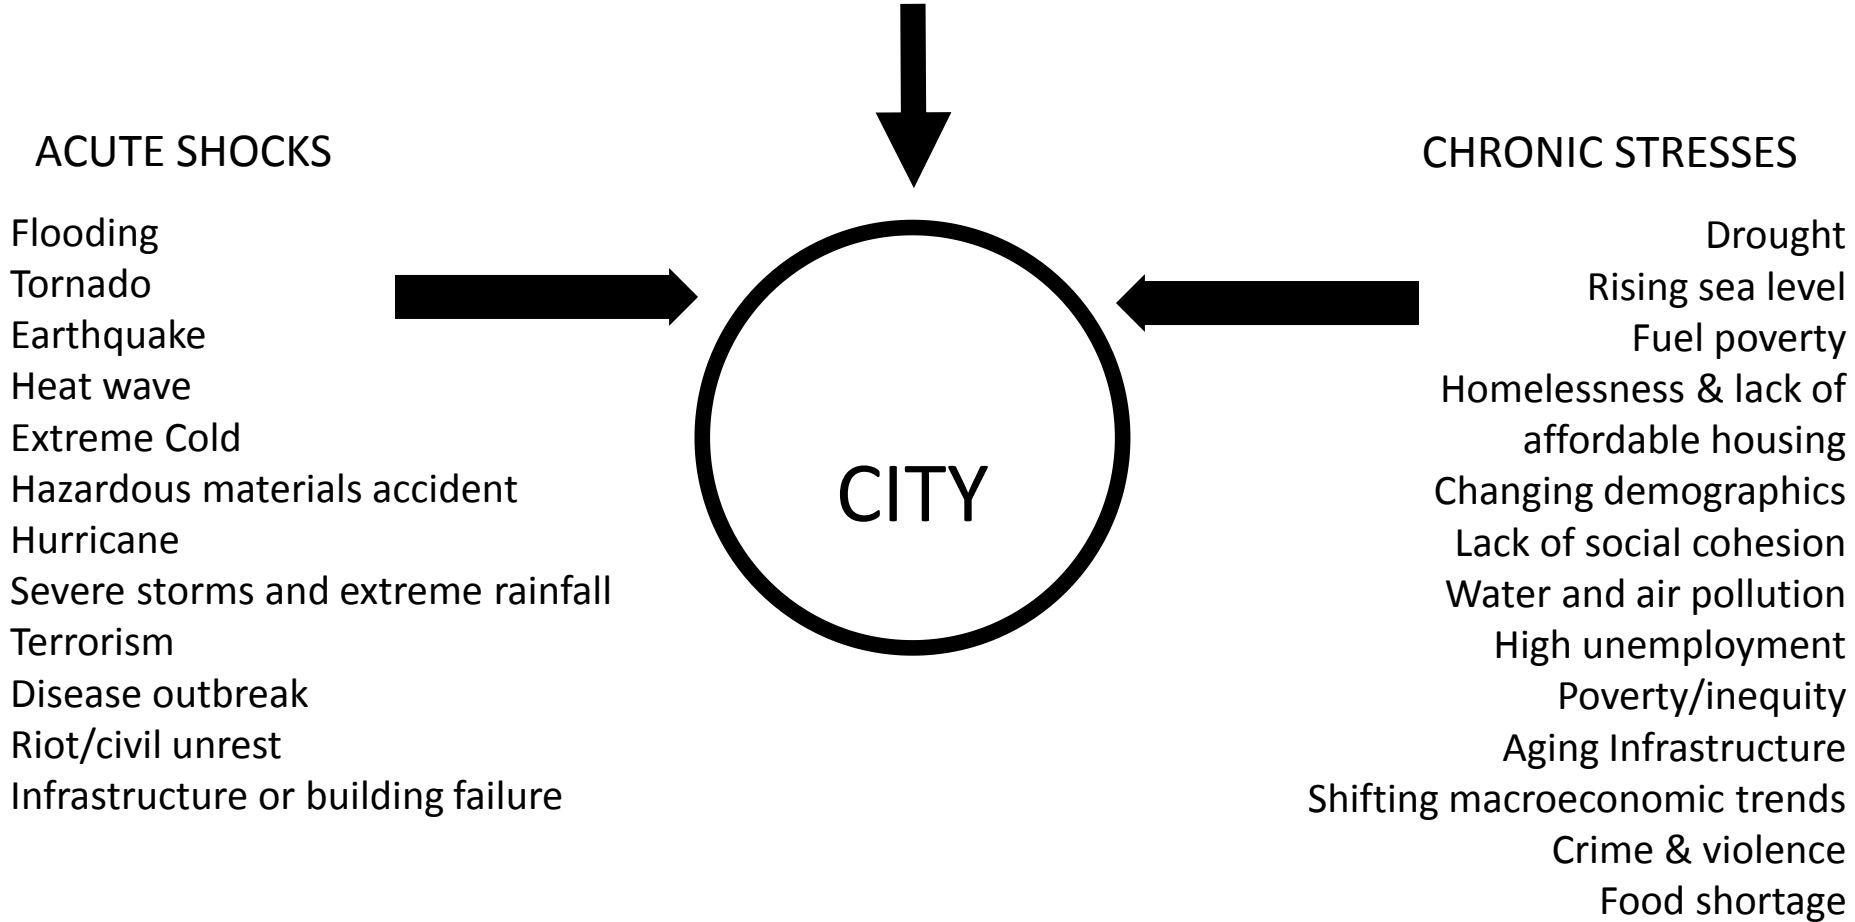 ACUTE SHOCKS
Flooding
Tornado
Earthquake
Heat wave
Extreme Cold
Hazardous materials accident
Hurricane
Severe storms and extreme rainfall
Terrorism
Disease outbreak
Riot/civil unrest
Infrastructure or building failure
CITY
CHRONIC STRESSES
Drought
Rising sea level
Fuel poverty
Homelessness & lack of
affordable housing
Changing demographics
Lack of social cohesion
Water and air pollution
High unemployment
Poverty/inequity
Aging Infrastructure
Shifting macroeconomic trends
Crime & violence
Food shortage